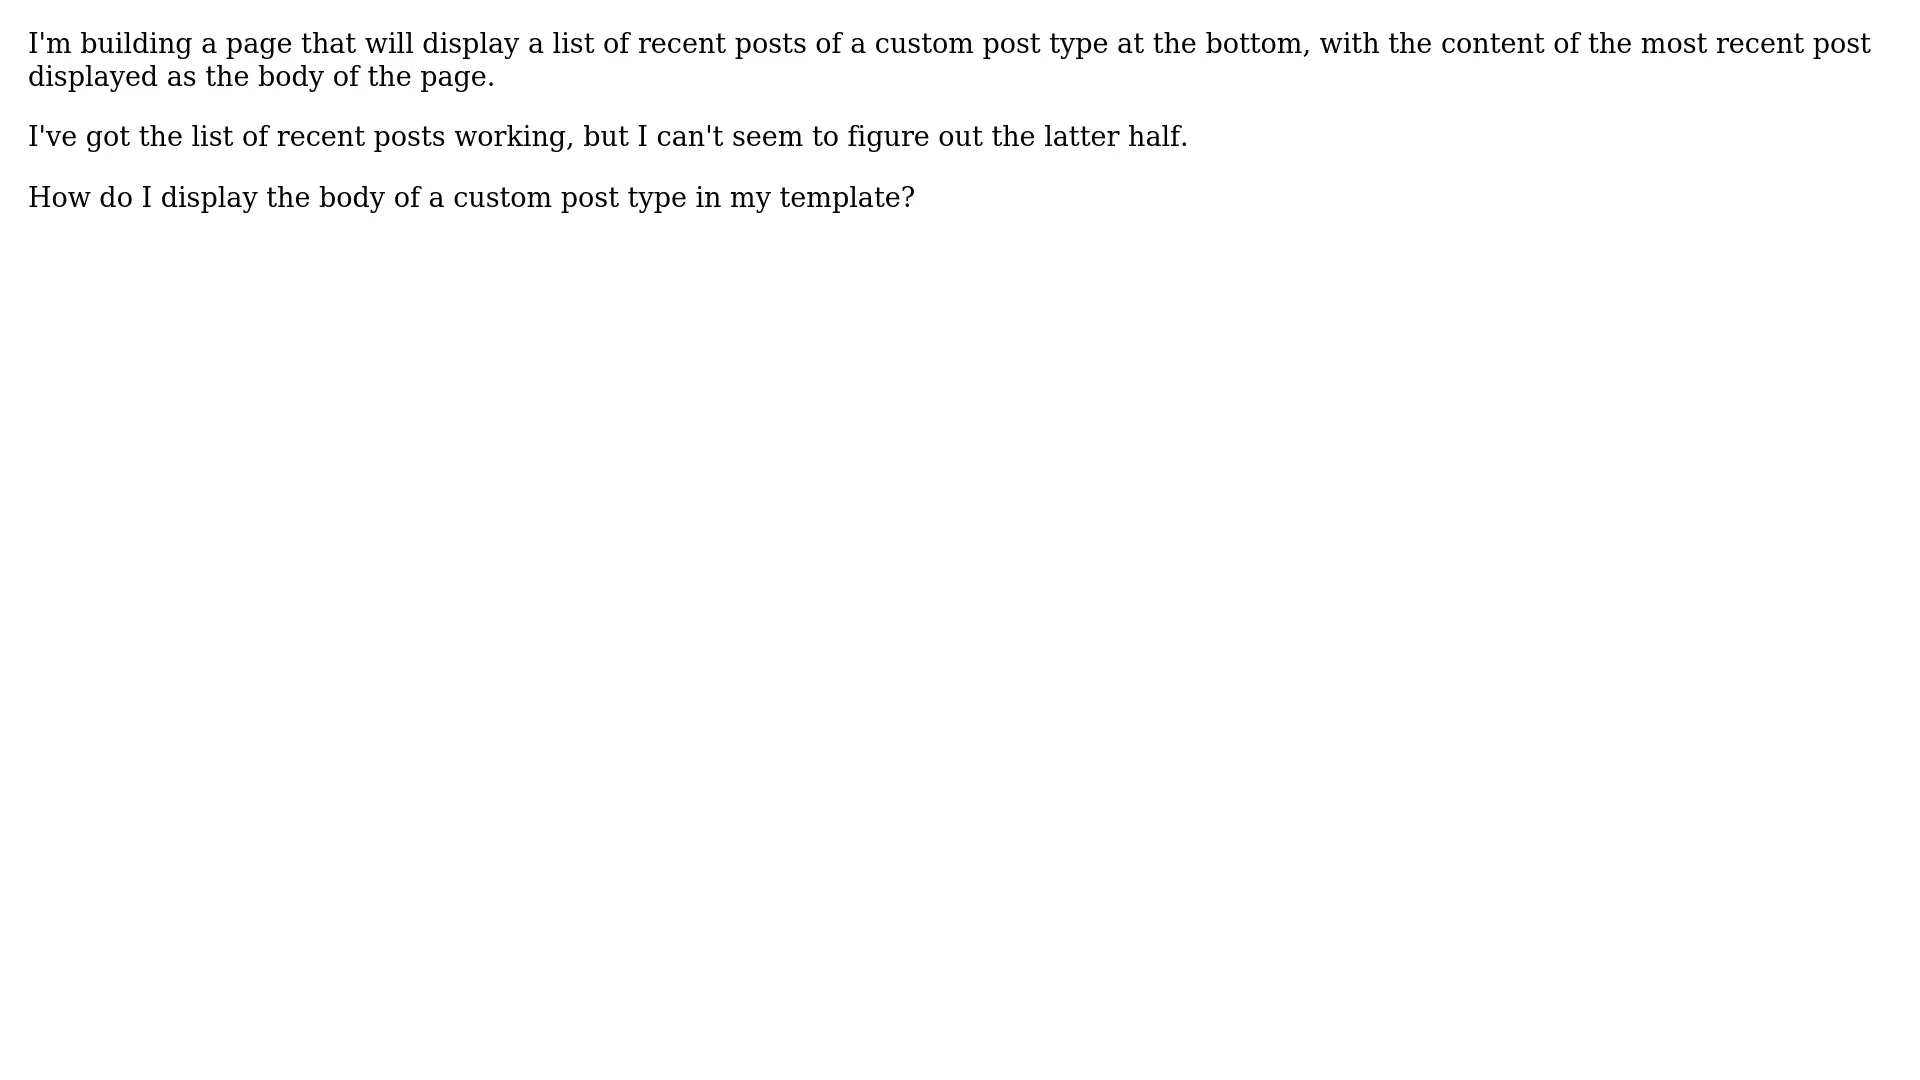 I'm building a page that will display a list of recent posts of a custom post type at the bottom, with the content of the most recent post
displayed as the body of the page.
I've got the list of recent posts working, but I can't seem to figure out the latter half.
How do I display the body of a custom post type in my template?